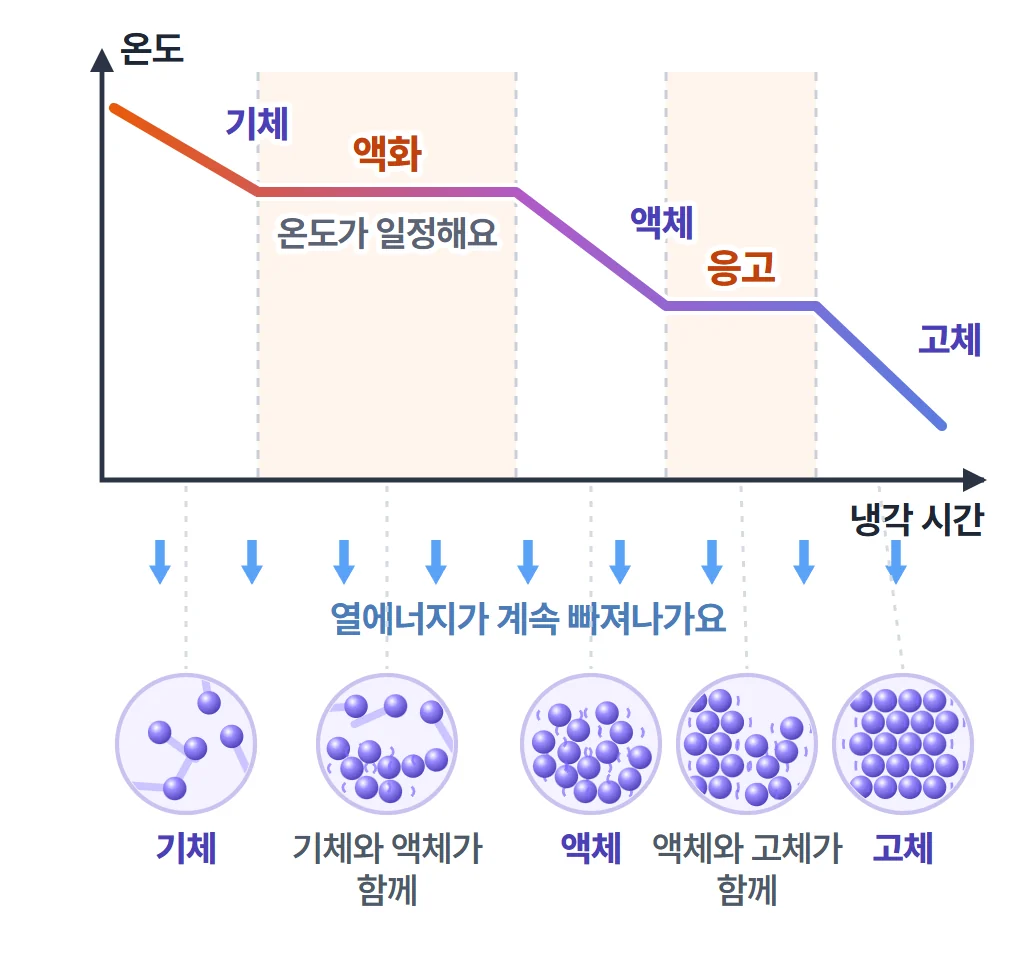 온도
기체
액화
온도가 일정해요
액체
응고
고체
냉각 시간
열에너지가 계속 빠져나가요
기체
기체와 액체가
함께
액체
액체와 고체가
함께
고체